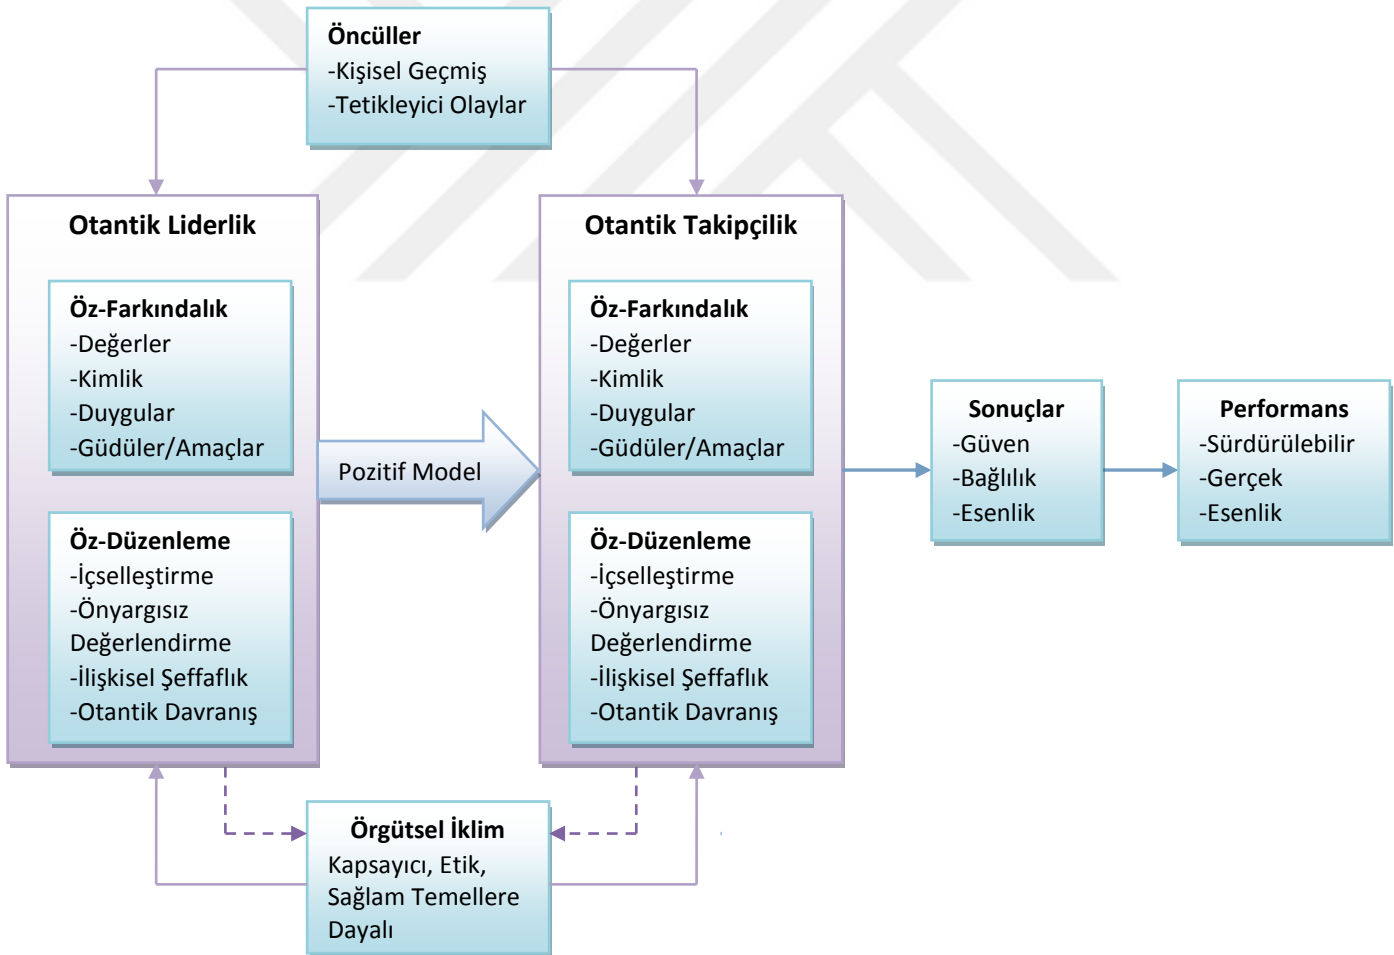 Öncüller
-Kişisel Geçmiş
-Tetikleyici Olaylar
Otantik Liderlik
Öz-Farkındalık
-Değerler
-Kimlik
-Duygular
-Güdüler/Amaçlar
Öz-Düzenleme
-İçselleştirme
-Önyargısız
Değerlendirme
-İlişkisel Şeffaflık
-Otantik Davranış
Pozitif Model
Otantik Takipçilik
Öz-Farkındalık
-Değerler
-Kimlik
-Duygular
-Güdüler/Amaçlar
Öz-Düzenleme
-İçselleştirme
-Önyargısız
Değerlendirme
-İlişkisel Şeffaflık
-Otantik Davranış
Sonuçlar
-Güven
-Bağlılık
-Esenlik
Performans
-Sürdürülebilir
-Gerçek
-Esenlik
Örgütsel İklim
Kapsayıcı, Etik,
Sağlam Temellere
Dayalı